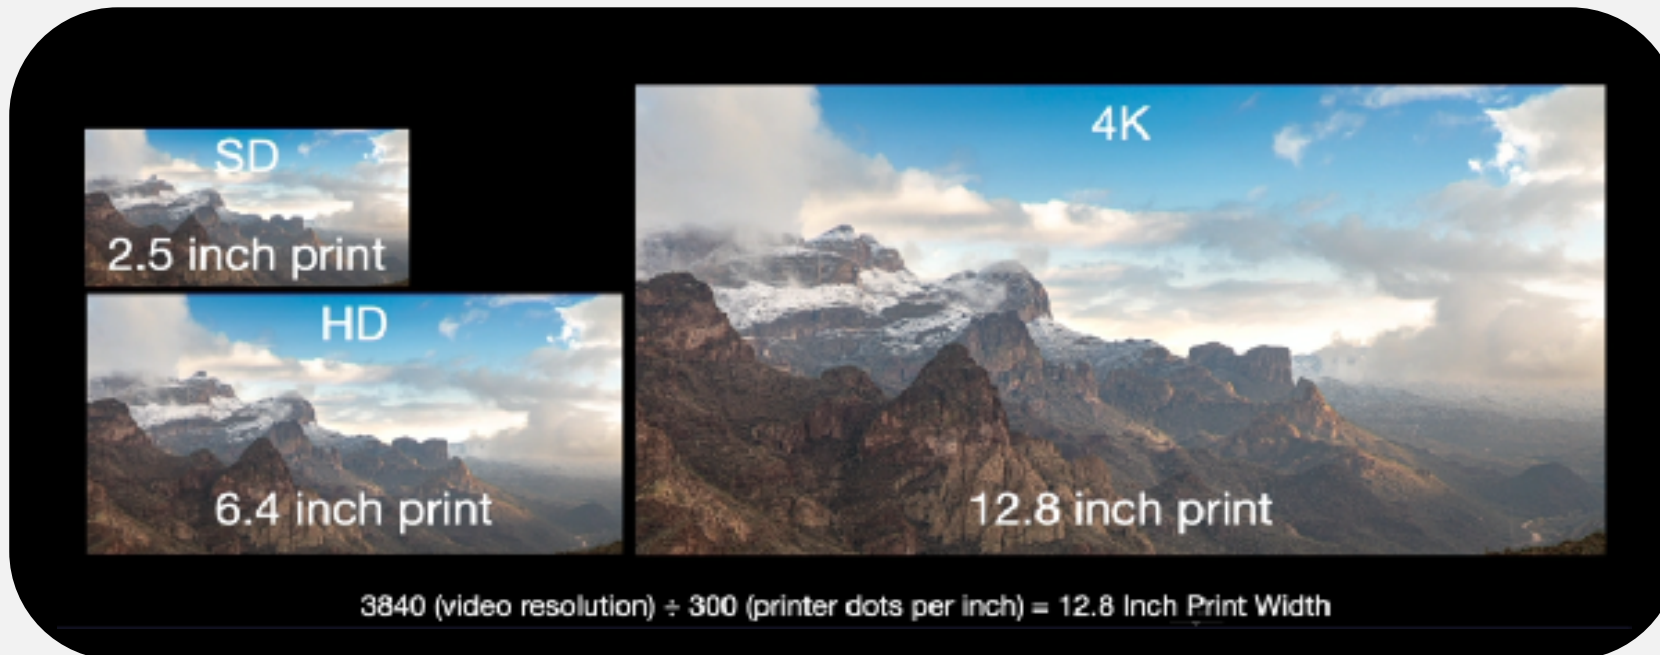 SD
2.5 inch print
HD
6.4 inch print
4K
12.8 inch print
3840 (video resolution) ÷ 300 (printer dots per inch) = 12.8 Inch Print Width